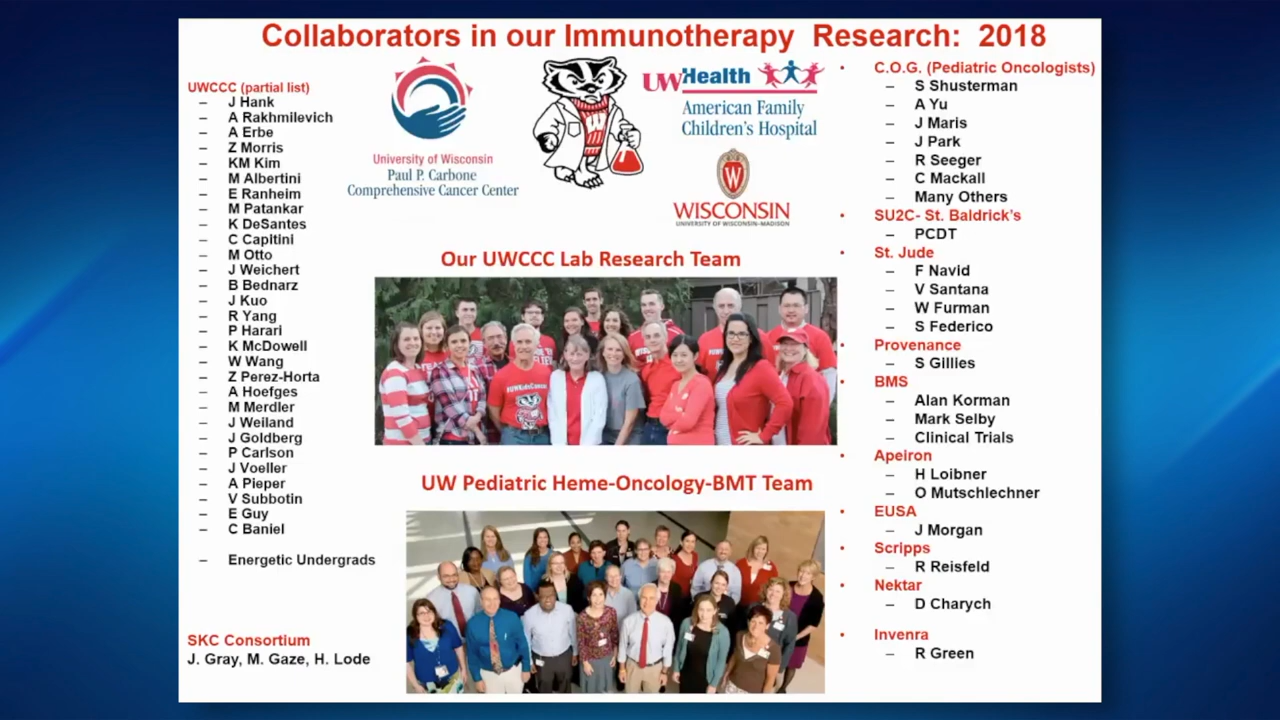 Collaborators in our Immunotherapy Research: 2018
UWCCC (partial list)
– J Hank
– A Rakhmilevich
– A Erbe
– Z Morris
– KM Kim
– M Albertini
– E Ranheim
– M Patankar
– K DeSantes
– C Capitini
– M Otto
– J Weichert
– B Bednarz
– J Kuo
– R Yang
– P Harari
– K McDowell
– W Wang
– Z Perez-Horta
– A Hoefges
– M Merdler
– J Weiland
– J Goldberg
– P Carlson
– J Voeller
– A Pieper
– V Subbotin
– E Guy
– C Baniel
– Energetic Undergrads
SKC Consortium
J. Gray, M. Gaze, H. Lode
University of Wisconsin
Paul P. Carbone
Comprehensive Cancer Center
W
UWHealth
American Family
Children's Hospital
W
WISCONSIN
UNIVERSITY OF WISCONSIN–MADISON
Our UWCCC Lab Research Team
UW Pediatric Heme-Oncology-BMT Team
• C.O.G. (Pediatric Oncologists)
– S Shusterman
– A Yu
– J Maris
– J Park
– R Seeger
– C Mackall
– Many Others
• SU2C- St. Baldrick's
– PCDT
• St. Jude
– F Navid
– V Santana
– W Furman
– S Federico
• Provenance
– S Gillies
• BMS
– Alan Korman
– Mark Selby
– Clinical Trials
• Apeiron
– H Loibner
– O Mutschlechner
• EUSA
– J Morgan
• Scripps
– R Reisfeld
• Nektar
– D Charych
• Invenra
– R Green